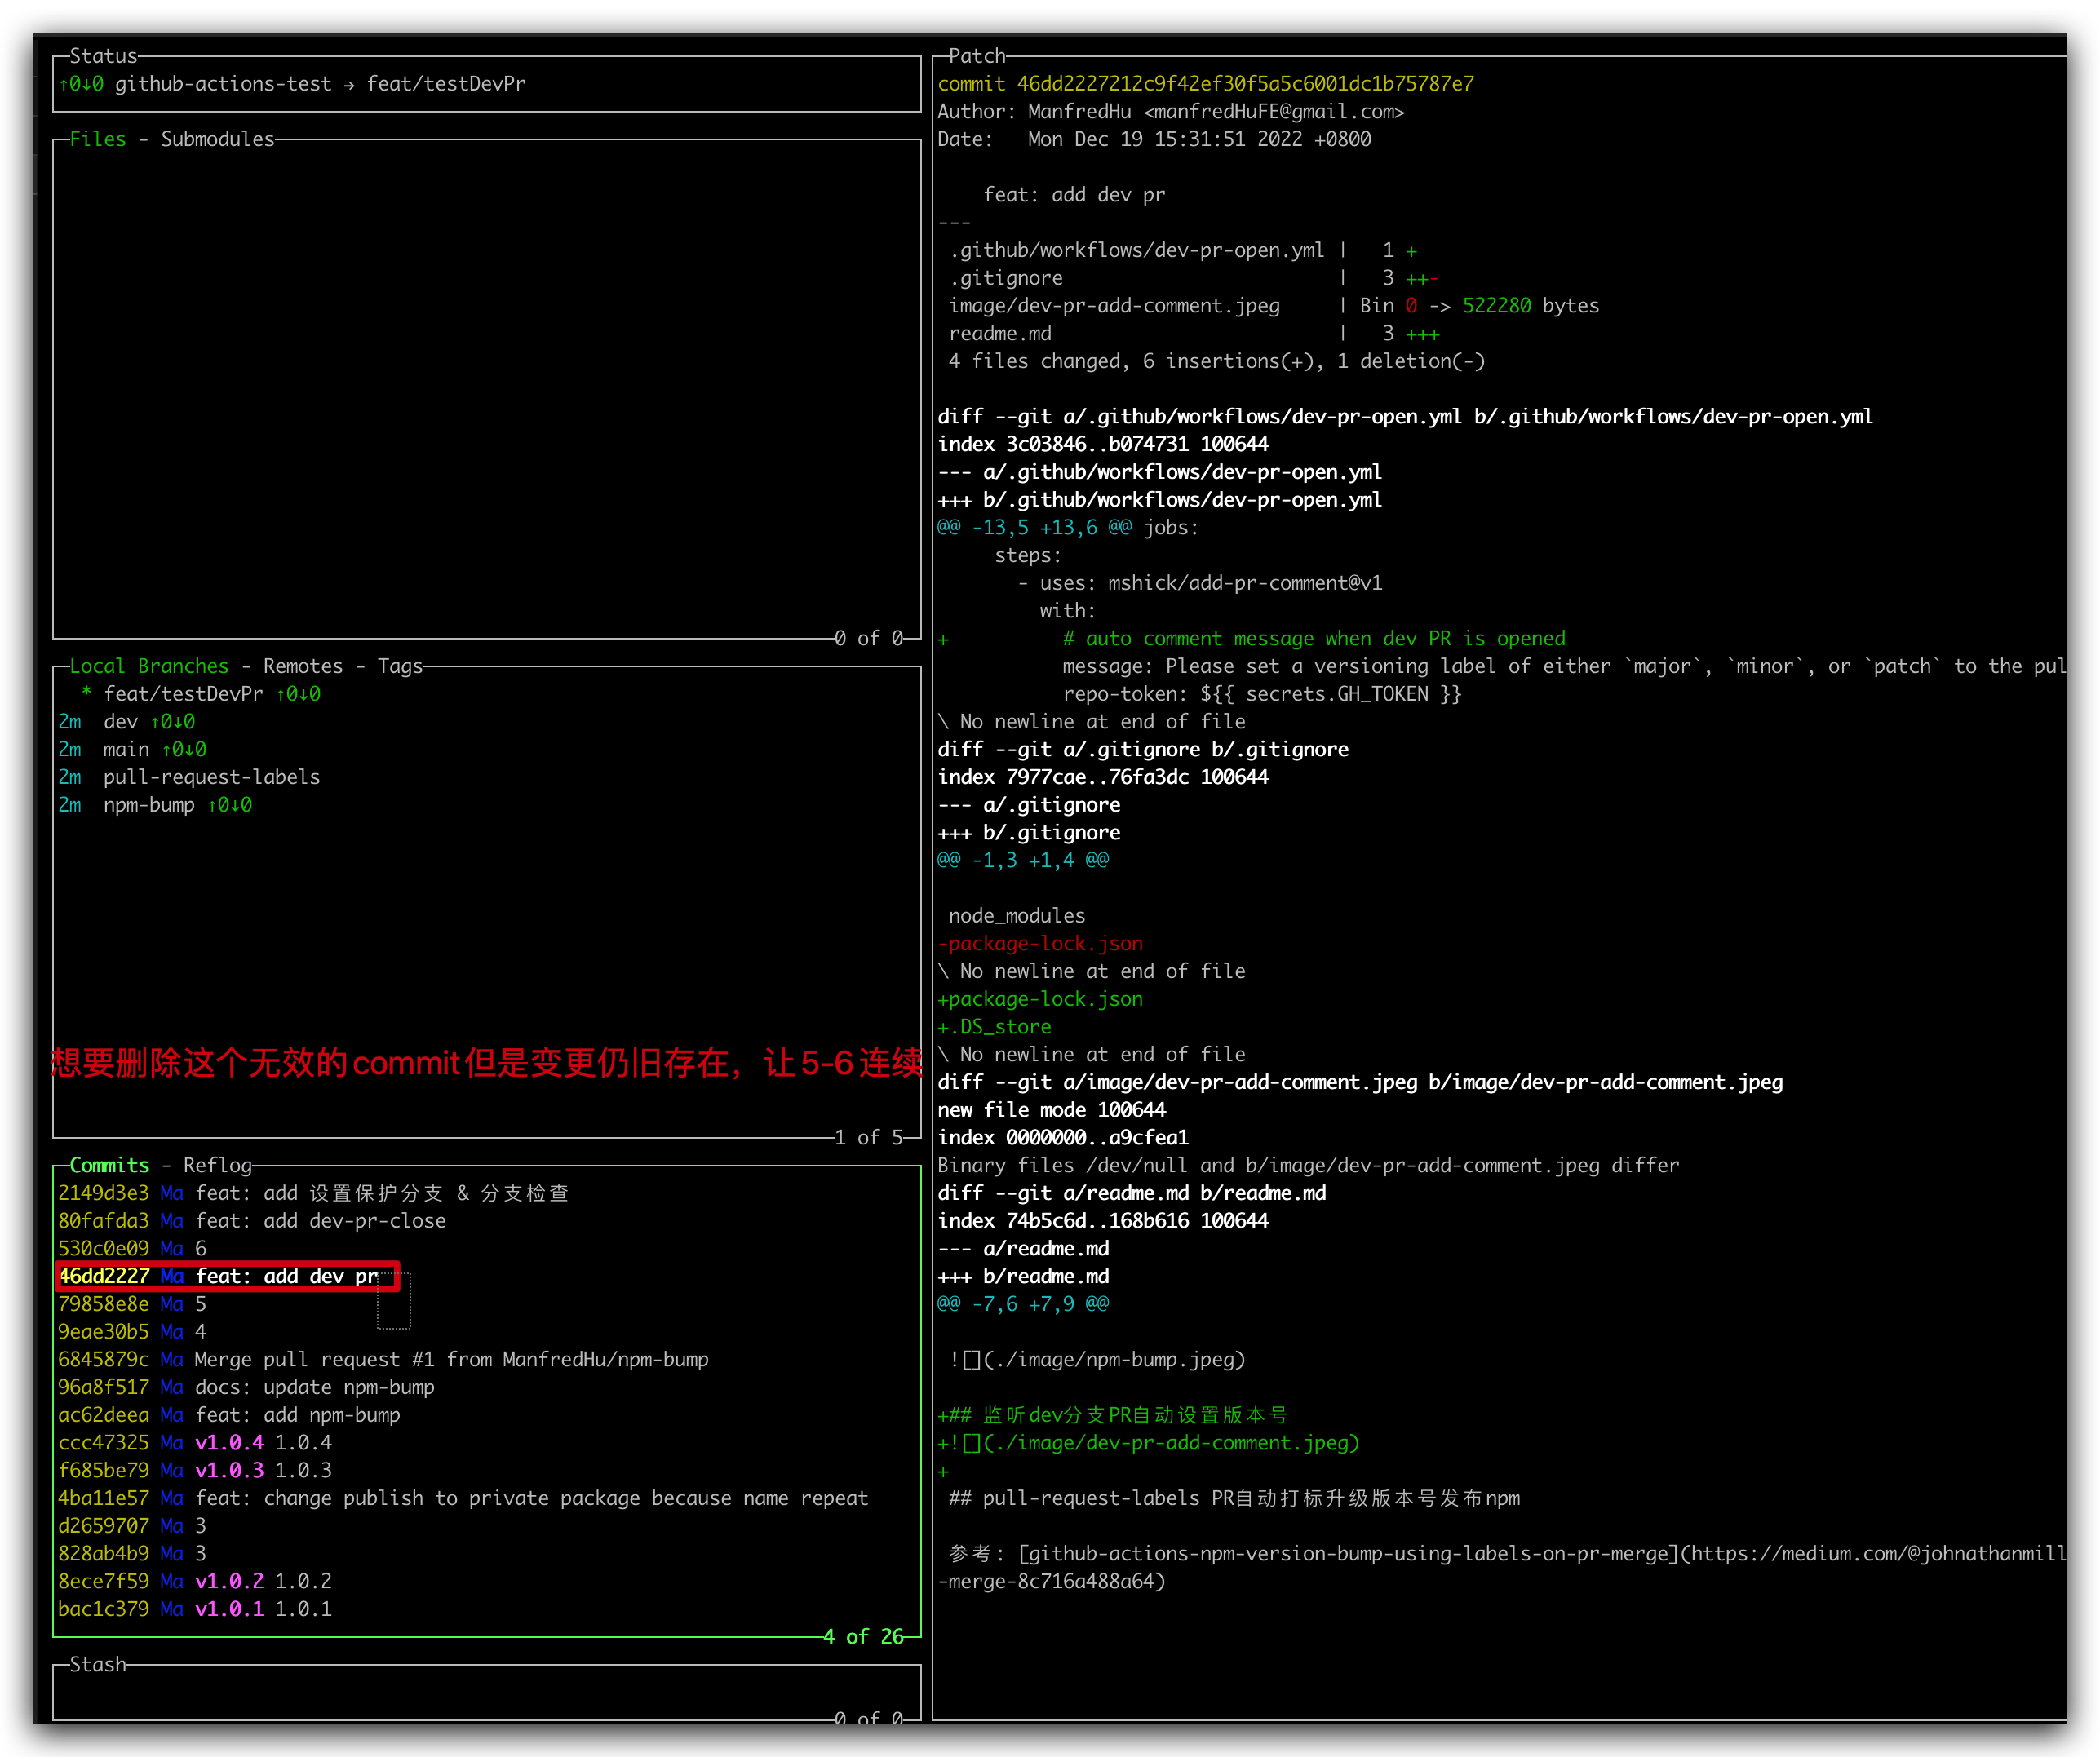 Status
↑0↓0 github-actions-test → feat/testDevPr
Files - Submodules
0 of 0
Local Branches - Remotes - Tags
* feat/testDevPr ↑0↓0
2m dev ↑0↓0
2m main ↑0↓0
2m pull-request-labels
2m npm-bump ↑0↓0
想要删除这个无效的commit但是变更仍旧存在，让5-6连续
1 of 5
Commits - Reflog
2149d3e3 Ma feat: add 设置保护分支 & 分支检查
80fafda3 Ma feat: add dev-pr-close
530c0e09 Ma 6
46dd2227 Ma feat: add dev pr
79858e8e Ma 5
9eae30b5 Ma 4
6845879c Ma Merge pull request #1 from ManfredHu/npm-bump
96a8f517 Ma docs: update npm-bump
ac62deea Ma feat: add npm-bump
ccc47325 Ma v1.0.4 1.0.4
f685be79 Ma v1.0.3 1.0.3
4ba11e57 Ma feat: change publish to private package because name repeat
d2659707 Ma 3
828ab4b9 Ma 3
8ece7f59 Ma v1.0.2 1.0.2
bac1c379 Ma v1.0.1 1.0.1
4 of 26
Stash
0 of 0
Patch
commit 46dd2227212c9f42ef30f5a5c6001dc1b75787e7
Author: ManfredHu <manfredHuFE@gmail.com>
Date:   Mon Dec 19 15:31:51 2022 +0800
feat: add dev pr
---
.github/workflows/dev-pr-open.yml |   1 +
.gitignore                        |   3 ++-
image/dev-pr-add-comment.jpeg     | Bin 0 -> 522280 bytes
readme.md                         |   3 +++
4 files changed, 6 insertions(+), 1 deletion(-)
diff --git a/.github/workflows/dev-pr-open.yml b/.github/workflows/dev-pr-open.yml
index 3c03846..b074731 100644
--- a/.github/workflows/dev-pr-open.yml
+++ b/.github/workflows/dev-pr-open.yml
@@ -13,5 +13,6 @@ jobs:
steps:
- uses: mshick/add-pr-comment@v1
with:
+          # auto comment message when dev PR is opened
message: Please set a versioning label of either `major`, `minor`, or `patch` to the pul
repo-token: ${{ secrets.GH_TOKEN }}
\ No newline at end of file
diff --git a/.gitignore b/.gitignore
index 7977cae..76fa3dc 100644
--- a/.gitignore
+++ b/.gitignore
@@ -1,3 +1,4 @@
node_modules
-package-lock.json
\ No newline at end of file
+package-lock.json
+.DS_store
\ No newline at end of file
diff --git a/image/dev-pr-add-comment.jpeg b/image/dev-pr-add-comment.jpeg
new file mode 100644
index 0000000..a9cfea1
Binary files /dev/null and b/image/dev-pr-add-comment.jpeg differ
diff --git a/readme.md b/readme.md
index 74b5c6d..168b616 100644
--- a/readme.md
+++ b/readme.md
@@ -7,6 +7,9 @@
![](./image/npm-bump.jpeg)
+## 监听dev分支PR自动设置版本号
+![](./image/dev-pr-add-comment.jpeg)
+
## pull-request-labels PR自动打标升级版本号发布npm
参考: [github-actions-npm-version-bump-using-labels-on-pr-merge](https://medium.com/@johnathanmill
-merge-8c716a488a64)